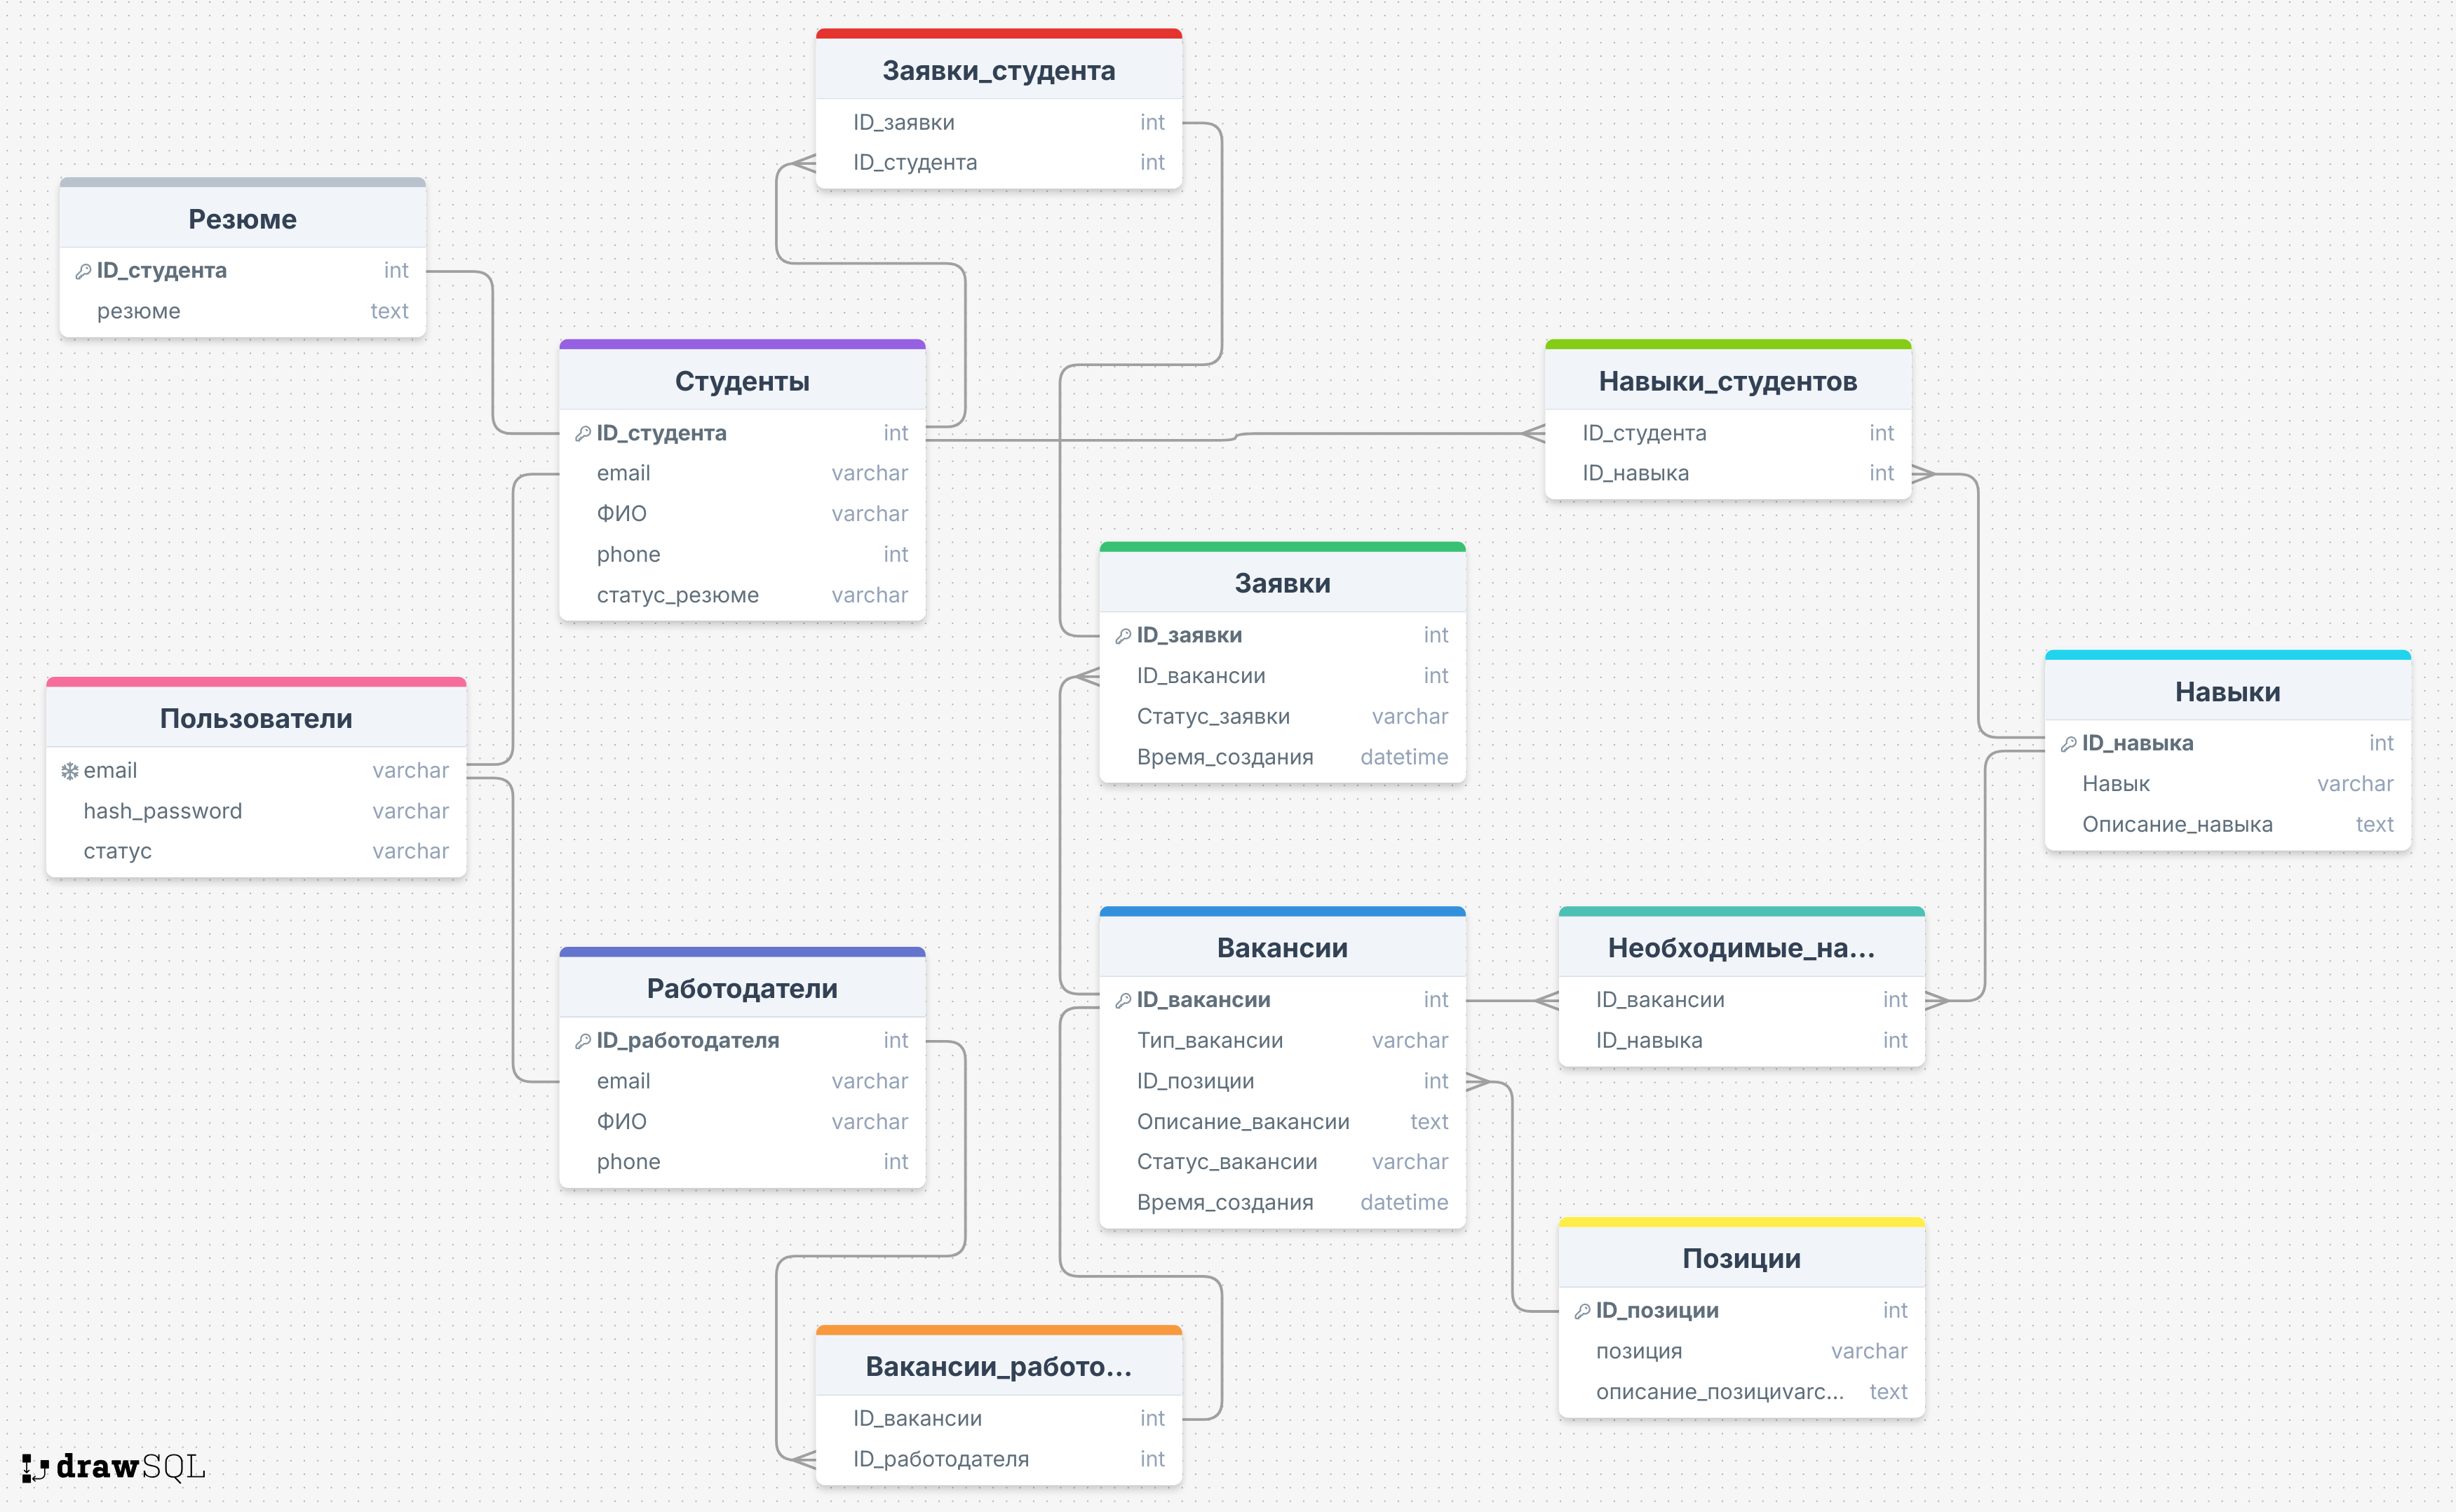 Заявки_студента
ID_заявки int
ID_студента int
Резюме
ID_студента int
резюме text
Студенты
ID_студента int
email varchar
ФИО varchar
phone int
статус_резюме varchar
Навыки_студентов
ID_студента int
ID_навыка int
Заявки
ID_заявки int
ID_вакансии int
Статус_заявки varchar
Время_создания datetime
Пользователи
email varchar
hash_password varchar
статус varchar
Навыки
ID_навыка int
Навык varchar
Описание_навыка text
Работодатели
ID_работодателя int
email varchar
ФИО varchar
phone int
Вакансии
ID_вакансии int
Тип_вакансии varchar
ID_позиции int
Описание_вакансии text
Статус_вакансии varchar
Время_создания datetime
Необходимые_на...
ID_вакансии int
ID_навыка int
Позиции
ID_позиции int
позиция varchar
описание_позициvarc... text
Вакансии_работо...
ID_вакансии int
ID_работодателя int
drawSQL